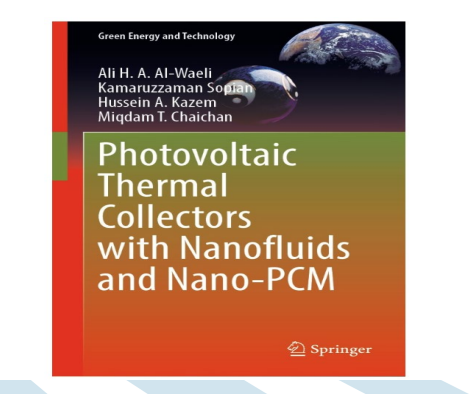 Green Energy and Technology
Ali H. A. Al-Waeli
Kamaruzzaman Sopian
Hussein A. Kazem
Miqdam T. Chaichan
Photovoltaic
Thermal
Collectors
with Nanofluids
and Nano-PCM
Springer